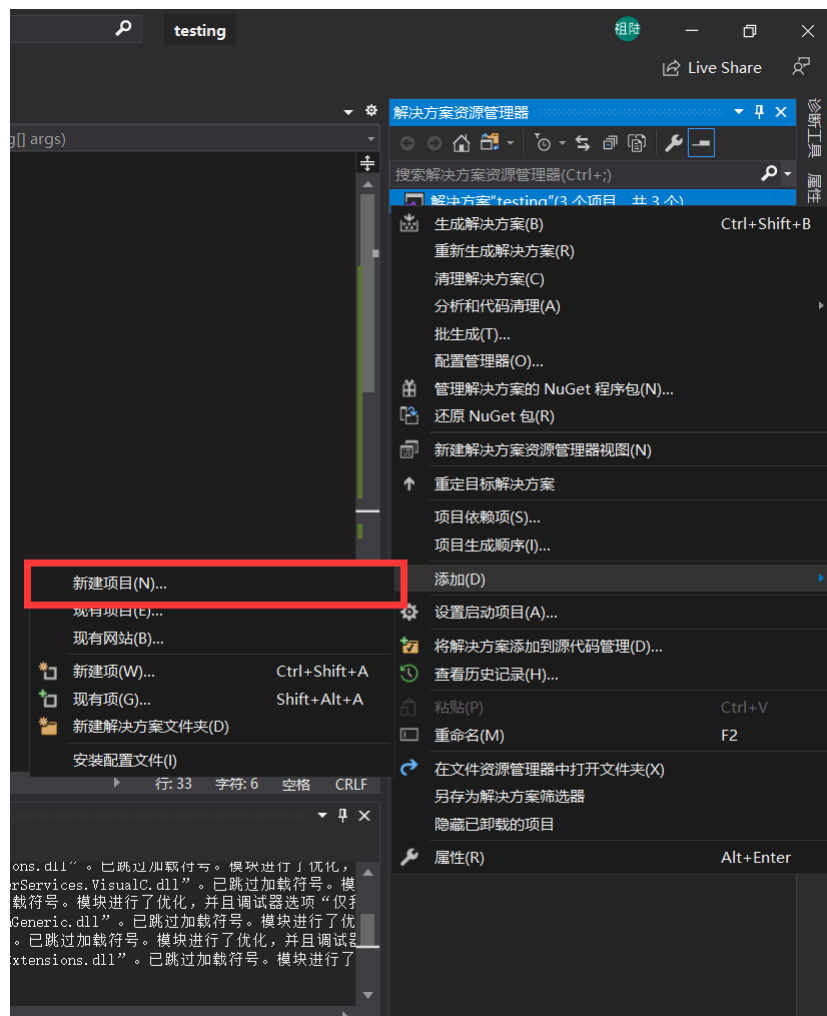 testing
祖陆
Live Share
g[] args)
解决方案资源管理器
搜索解决方案资源管理器(Ctrl+;)
诊断工具
属性
解决方案"testing"(3 个项目，共 3 个)
生成解决方案(B) Ctrl+Shift+B
重新生成解决方案(R)
清理解决方案(C)
分析和代码清理(A)
批生成(T)...
配置管理器(O)...
管理解决方案的 NuGet 程序包(N)...
还原 NuGet 包(R)
新建解决方案资源管理器视图(N)
重定目标解决方案
项目依赖项(S)...
项目生成顺序(I)...
添加(D)
新建项目(N)...
现有项目(E)...
现有网站(B)...
新建项(W)... Ctrl+Shift+A
现有项(G)... Shift+Alt+A
新建解决方案文件夹(D)
安装配置文件(I)
设置启动项目(A)...
将解决方案添加到源代码管理(D)...
查看历史记录(H)...
粘贴(P) Ctrl+V
重命名(M) F2
在文件资源管理器中打开文件夹(X)
另存为解决方案筛选器
隐藏已卸载的项目
属性(R) Alt+Enter
行: 33 字符: 6 空格 CRLF
ons.dll”。已跳过加载符号。模块进行了优化，
erServices.VisualC.dll”。已跳过加载符号。模
载符号。模块进行了优化，并且调试器选项“仅我
Generic.dll”。已跳过加载符号。模块进行了优
。已跳过加载符号。模块进行了优化，并且调试器
xtensions.dll”。已跳过加载符号。模块进行了